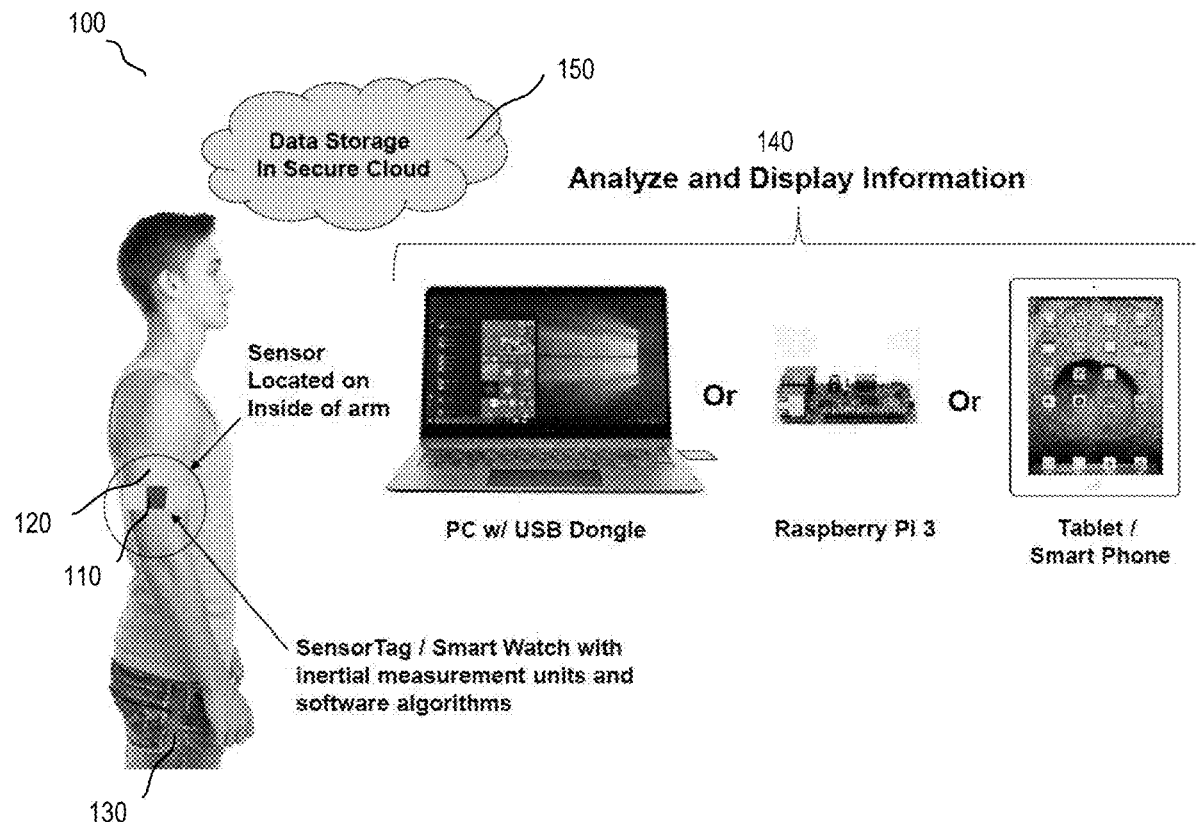 100
150
Data Storage
In Secure Cloud
140
Analyze and Display Information
Sensor
Located on
Inside of arm
Or
Or
120
PC w/ USB Dongle
Raspberry Pi 3
Tablet /
Smart Phone
110
SensorTag / Smart Watch with
inertial measurement units and
software algorithms
130